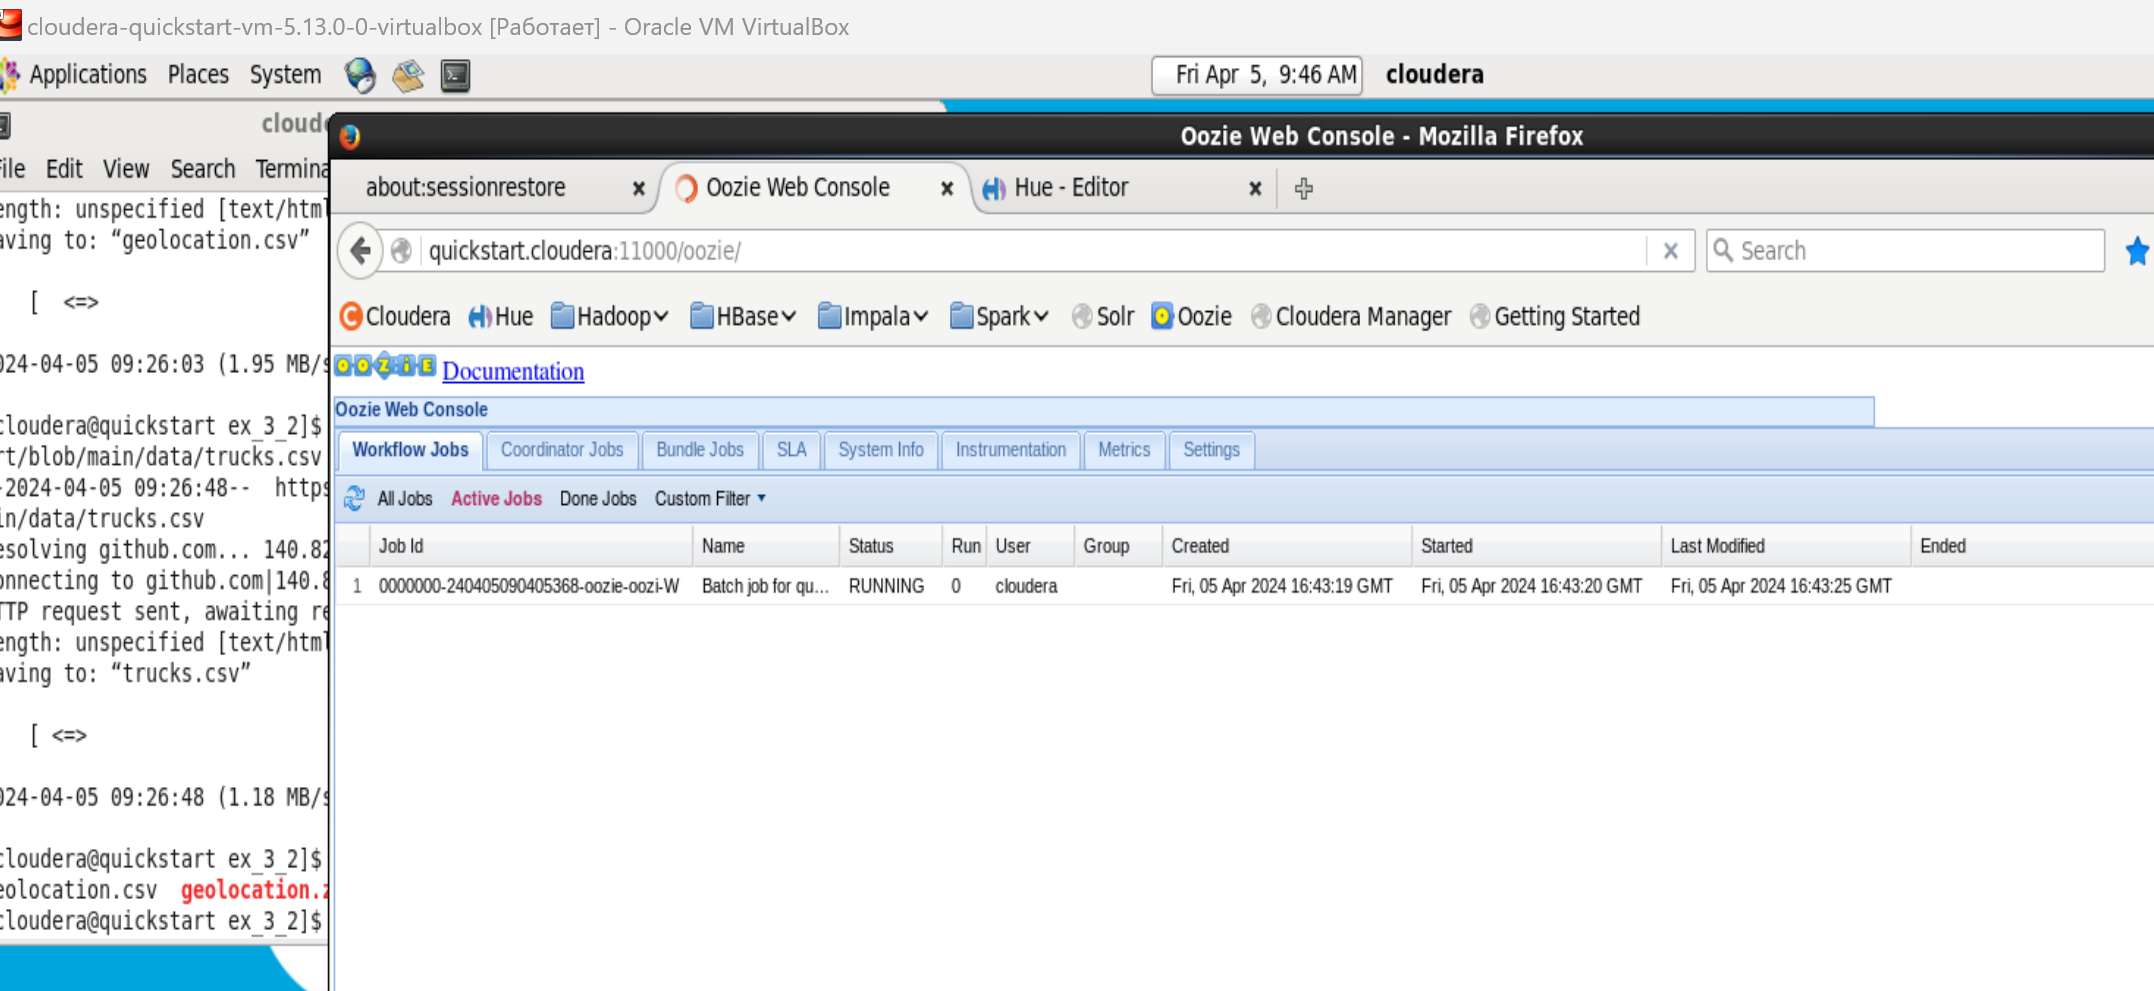 cloudera-quickstart-vm-5.13.0-0-virtualbox [Работает] - Oracle VM VirtualBox
Applications Places System Fri Apr 5, 9:46 AM cloudera
Oozie Web Console - Mozilla Firefox
File Edit View Search
about:sessionrestore Oozie Web Console Hue - Editor
quickstart.cloudera:11000/oozie/ Search
Cloudera Hue Hadoop HBase Impala Spark Solr Oozie Cloudera Manager Getting Started
OOZIE Documentation
Oozie Web Console
Workflow Jobs Coordinator Jobs Bundle Jobs SLA System Info Instrumentation Metrics Settings
All Jobs Active Jobs Done Jobs Custom Filter
Job Id Name Status Run User Group Created Started Last Modified Ended
1 0000000-240405090405368-oozie-oozi-W Batch job for qu... RUNNING 0 cloudera Fri, 05 Apr 2024 16:43:19 GMT Fri, 05 Apr 2024 16:43:20 GMT Fri, 05 Apr 2024 16:43:25 GMT
ength: unspecified [text/html
aving to: “geolocation.csv”
[ <=>
024-04-05 09:26:03 (1.95 MB/s
cloudera@quickstart ex_3_2]$
rt/blob/main/data/trucks.csv
-2024-04-05 09:26:48-- https
in/data/trucks.csv
esolving github.com... 140.82
onnecting to github.com|140.8
TTP request sent, awaiting re
ength: unspecified [text/html
aving to: “trucks.csv”
[ <=>
024-04-05 09:26:48 (1.18 MB/s
cloudera@quickstart ex_3_2]$
eolocation.csv geolocation.z
cloudera@quickstart ex_3_2]$